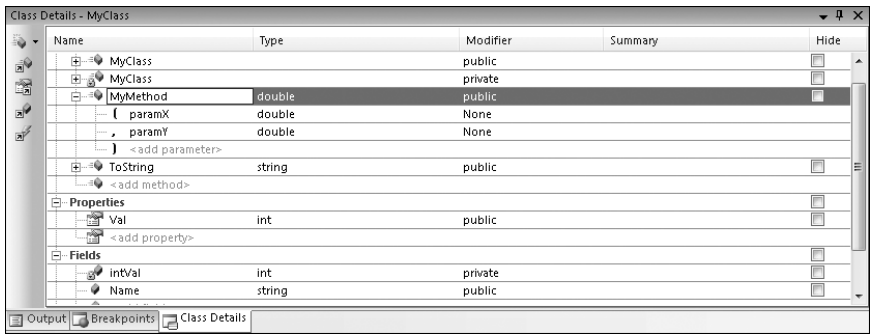 Class Details - MyClass
Name Type Modifier Summary Hide
MyClass public
MyClass private
MyMethod double public
( paramX double None
, paramY double None
) <add parameter>
ToString string public
<add method>
Properties
Val int public
<add property>
Fields
intVal int private
Name string public
Output Breakpoints Class Details